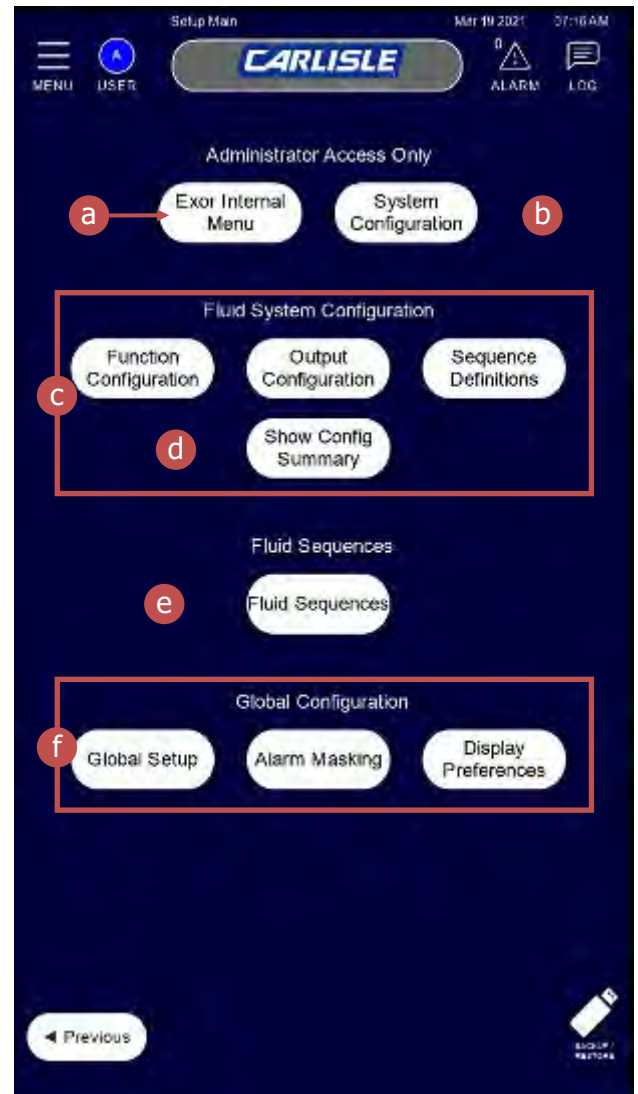 Setup Main
Mar 19 2021
07:16 AM
MENU
A
USER
CARLISLE
0
ALARM
LOG
Administrator Access Only
a
Exor Internal
Menu
System
Configuration
b
Fluid System Configuration
c
Function
Configuration
Output
Configuration
Sequence
Definitions
d
Show Config
Summary
Fluid Sequences
e
Fluid Sequences
Global Configuration
f
Global Setup
Alarm Masking
Display
Preferences
◄ Previous
BACKUP /
RESTORE